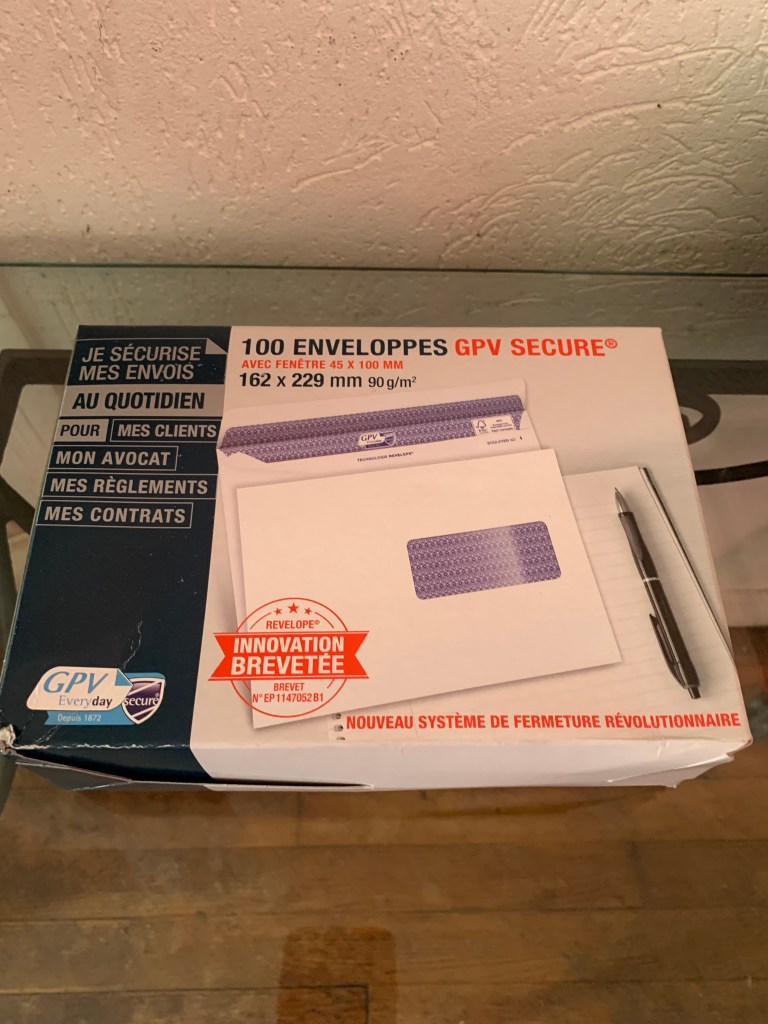 JE SÉCURISE
MES ENVOIS
AU QUOTIDIEN
POUR MES CLIENTS
MON AVOCAT
MES RÈGLEMENTS
MES CONTRATS
GPV
Everyday
secure®
Depuis 1872
100 ENVELOPPES GPV SECURE®
AVEC FENÊTRE 45 X 100 MM
162 x 229 mm 90 g/m²
GPV
TECHNOLOGIE REVELOPE®
REVELOPE®
INNOVATION
BREVETÉE
BREVET
N° EP 1147052 B1
NOUVEAU SYSTÈME DE FERMETURE RÉVOLUTIONNAIRE